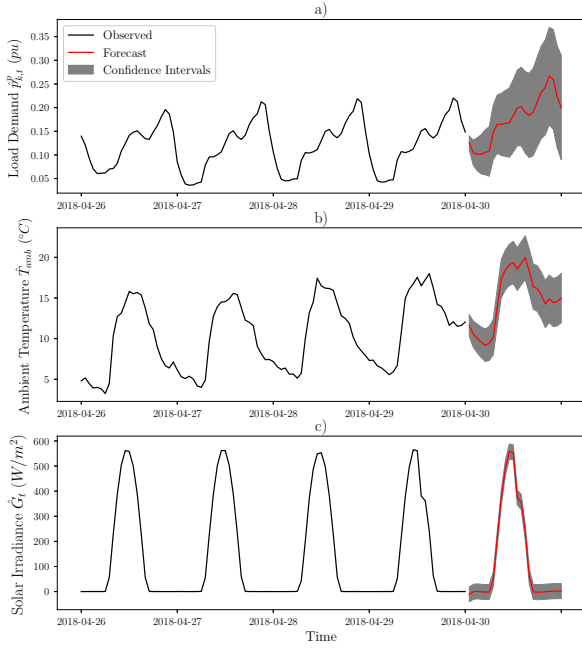 a)
Load Demand p̂ᵖₖ,ₜ (pu)
0.35
0.30
0.25
0.20
0.15
0.10
0.05
Observed
Forecast
Confidence Intervals
2018-04-26 2018-04-27 2018-04-28 2018-04-29 2018-04-30
b)
Ambient Temperature T̂_amb (°C)
20
15
10
5
2018-04-26 2018-04-27 2018-04-28 2018-04-29 2018-04-30
c)
Solar Irradiance Ĝₜ (W/m²)
600
500
400
300
200
100
0
2018-04-26 2018-04-27 2018-04-28 2018-04-29 2018-04-30
Time